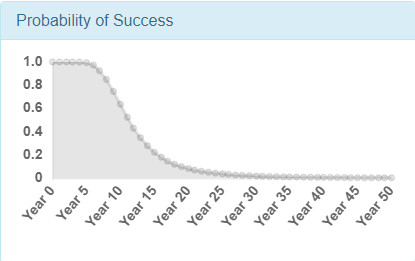 Probability of Success
1.0
0.8
0.6
0.4
0.2
0
Year 0
Year 5
Year 10
Year 15
Year 20
Year 25
Year 30
Year 35
Year 40
Year 45
Year 50